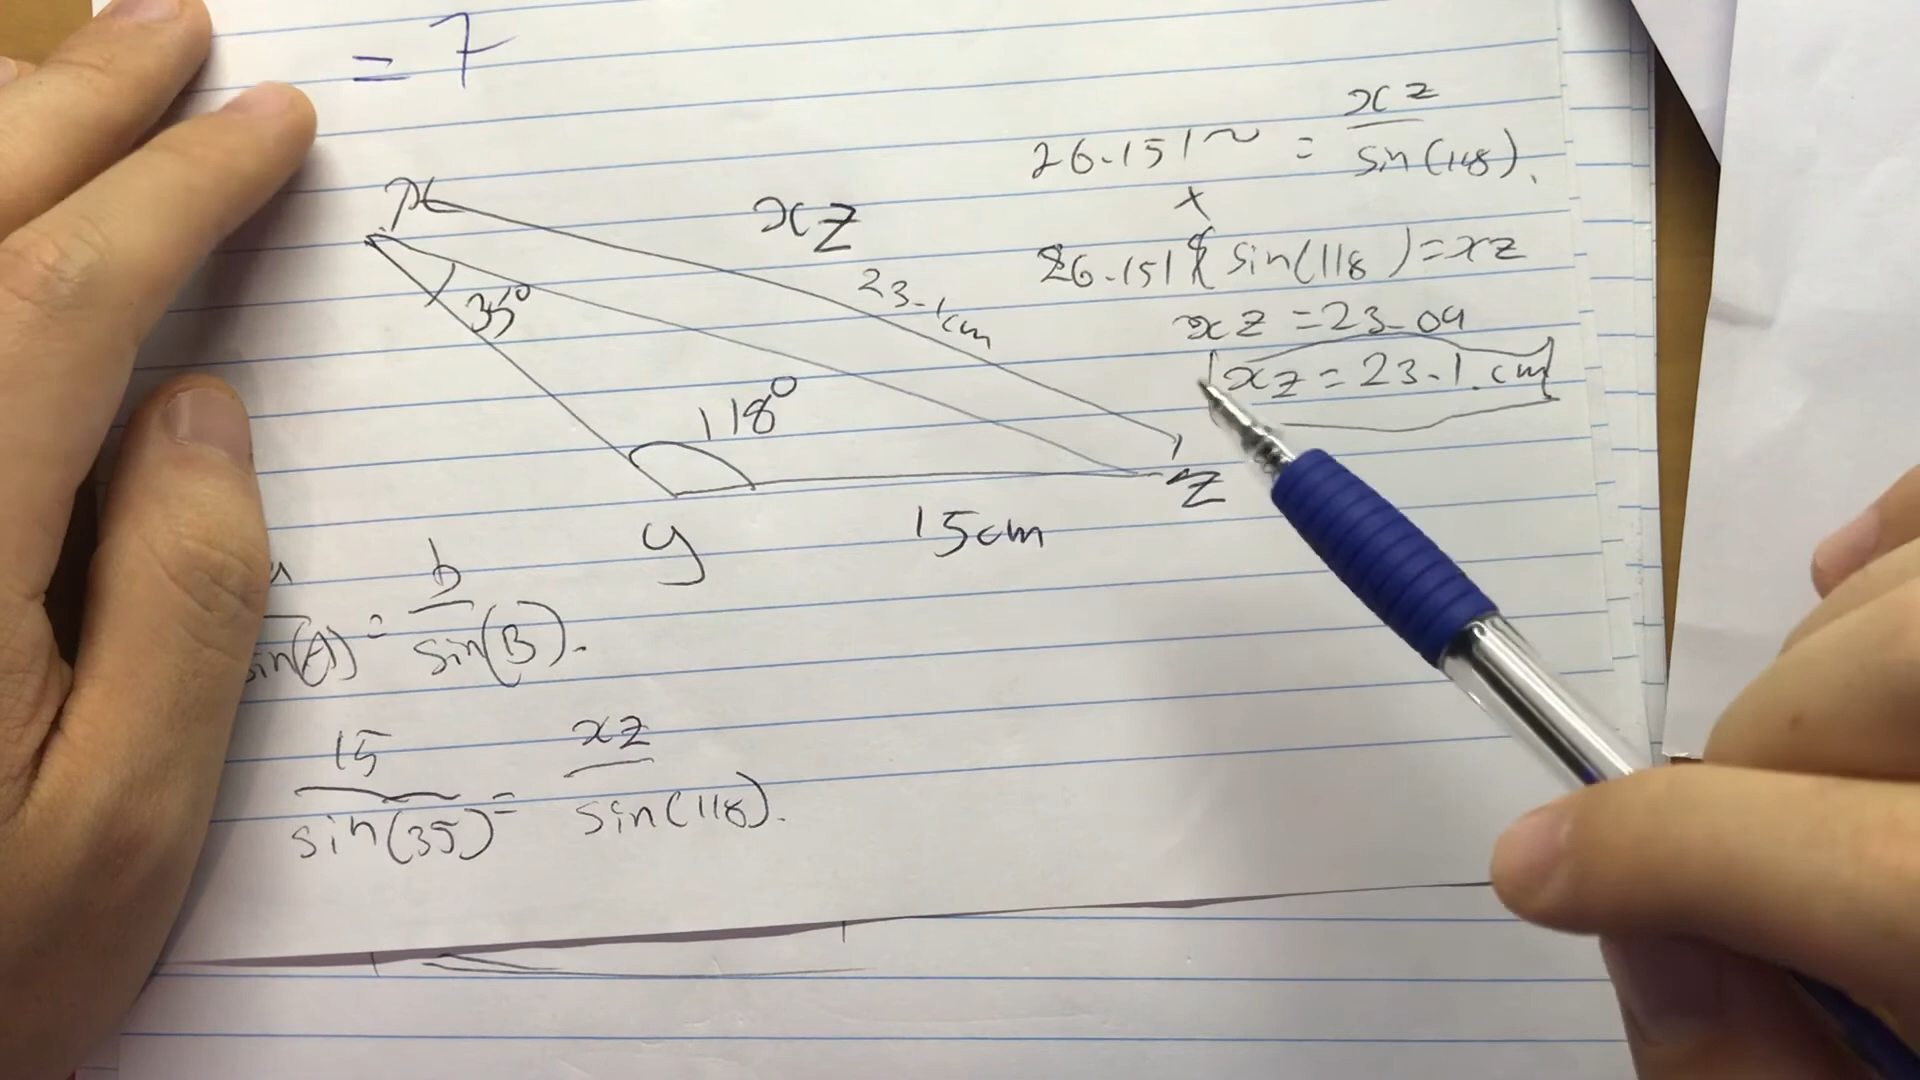 = 7
x
xz
23.1cm
35°
118°
y
15cm
z
b
sin(A) = sin(B).
15 xz
sin(35) = sin(118).
xz
26.151~ = sin(118).
x
26.151 sin(118) = xz
xz = 23.09
xz = 23.1.cm